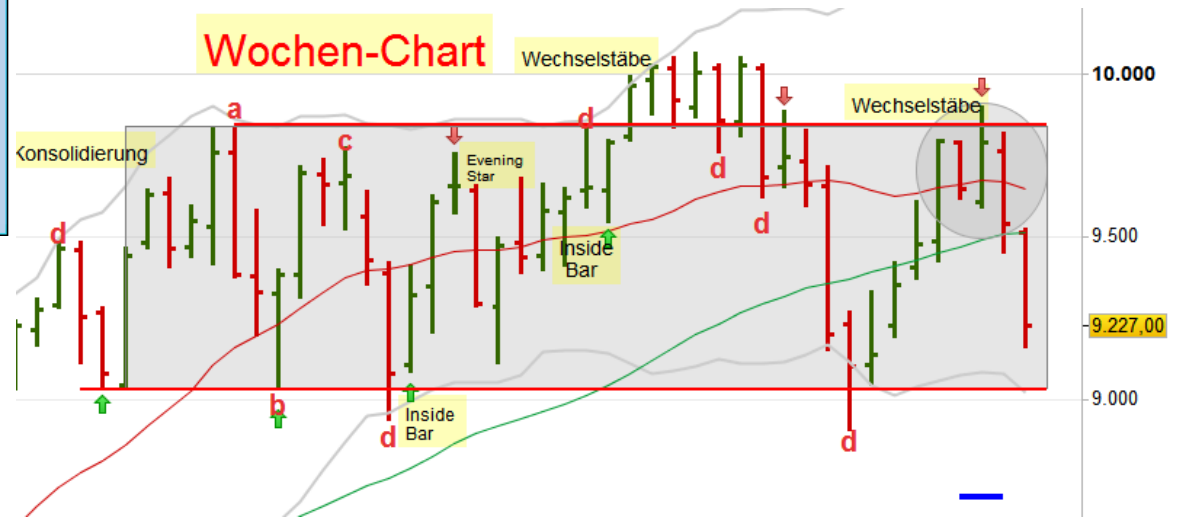 Wochen-Chart
Wechselstäbe
10.000
a
Wechselstäbe
d
c
Konsolidierung
Evening
Star
d
d
d
9.500
Inside
Bar
9.227,00
9.000
b
Inside
Bar
d
d